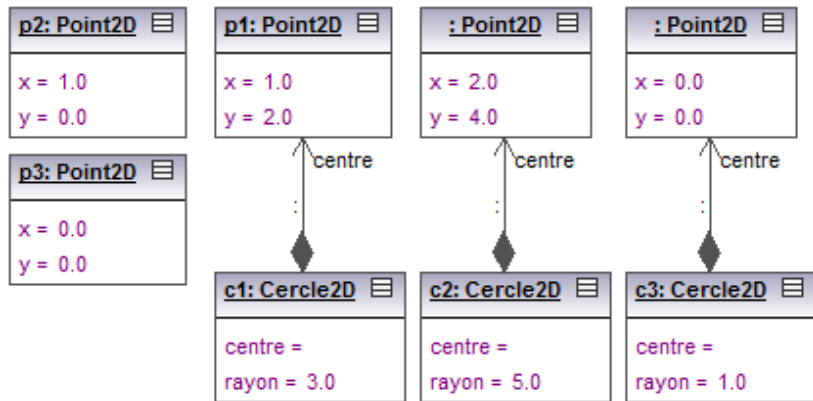 p2: Point2D
x = 1.0
y = 0.0
p1: Point2D
x = 1.0
y = 2.0
: Point2D
x = 2.0
y = 4.0
: Point2D
x = 0.0
y = 0.0
p3: Point2D
x = 0.0
y = 0.0
centre
:
centre
:
centre
:
c1: Cercle2D
centre =
rayon = 3.0
c2: Cercle2D
centre =
rayon = 5.0
c3: Cercle2D
centre =
rayon = 1.0